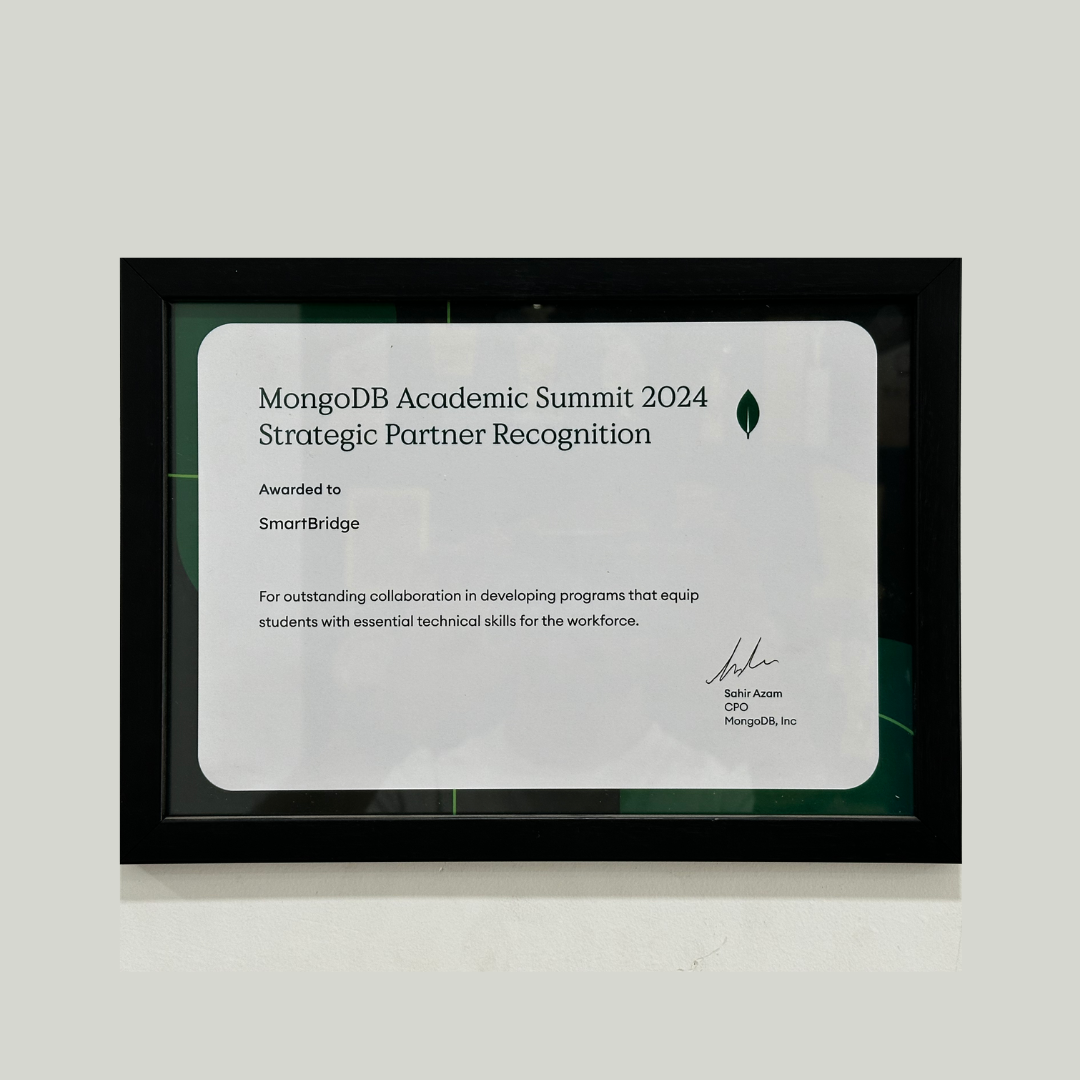 MongoDB Academic Summit 2024
Strategic Partner Recognition
Awarded to
SmartBridge
For outstanding collaboration in developing programs that equip
students with essential technical skills for the workforce.
Sahir Azam
CPO
MongoDB, Inc